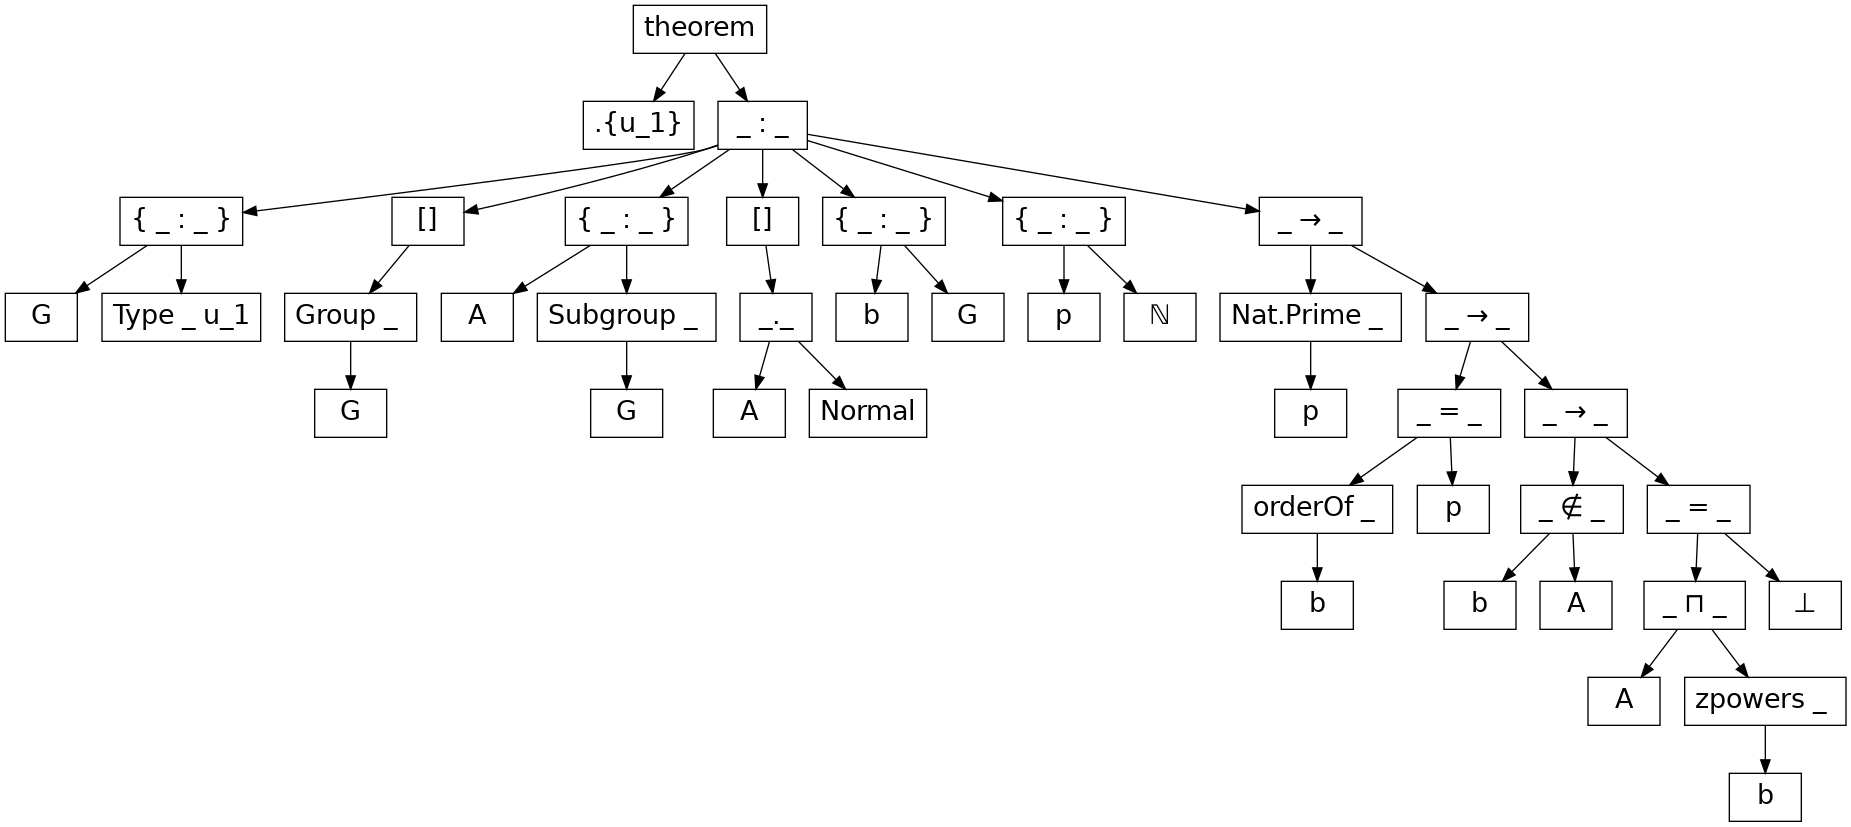 theorem
.{u_1}
_ : _
{ _ : _ }
[]
{ _ : _ }
[]
{ _ : _ }
{ _ : _ }
_ → _
G
Type _ u_1
Group _
A
Subgroup _
_._
b
G
p
ℕ
Nat.Prime _
_ → _
G
G
A
Normal
p
_ = _
_ → _
orderOf _
p
_ ∉ _
_ = _
b
b
A
_ ⊓ _
⊥
A
zpowers _
b